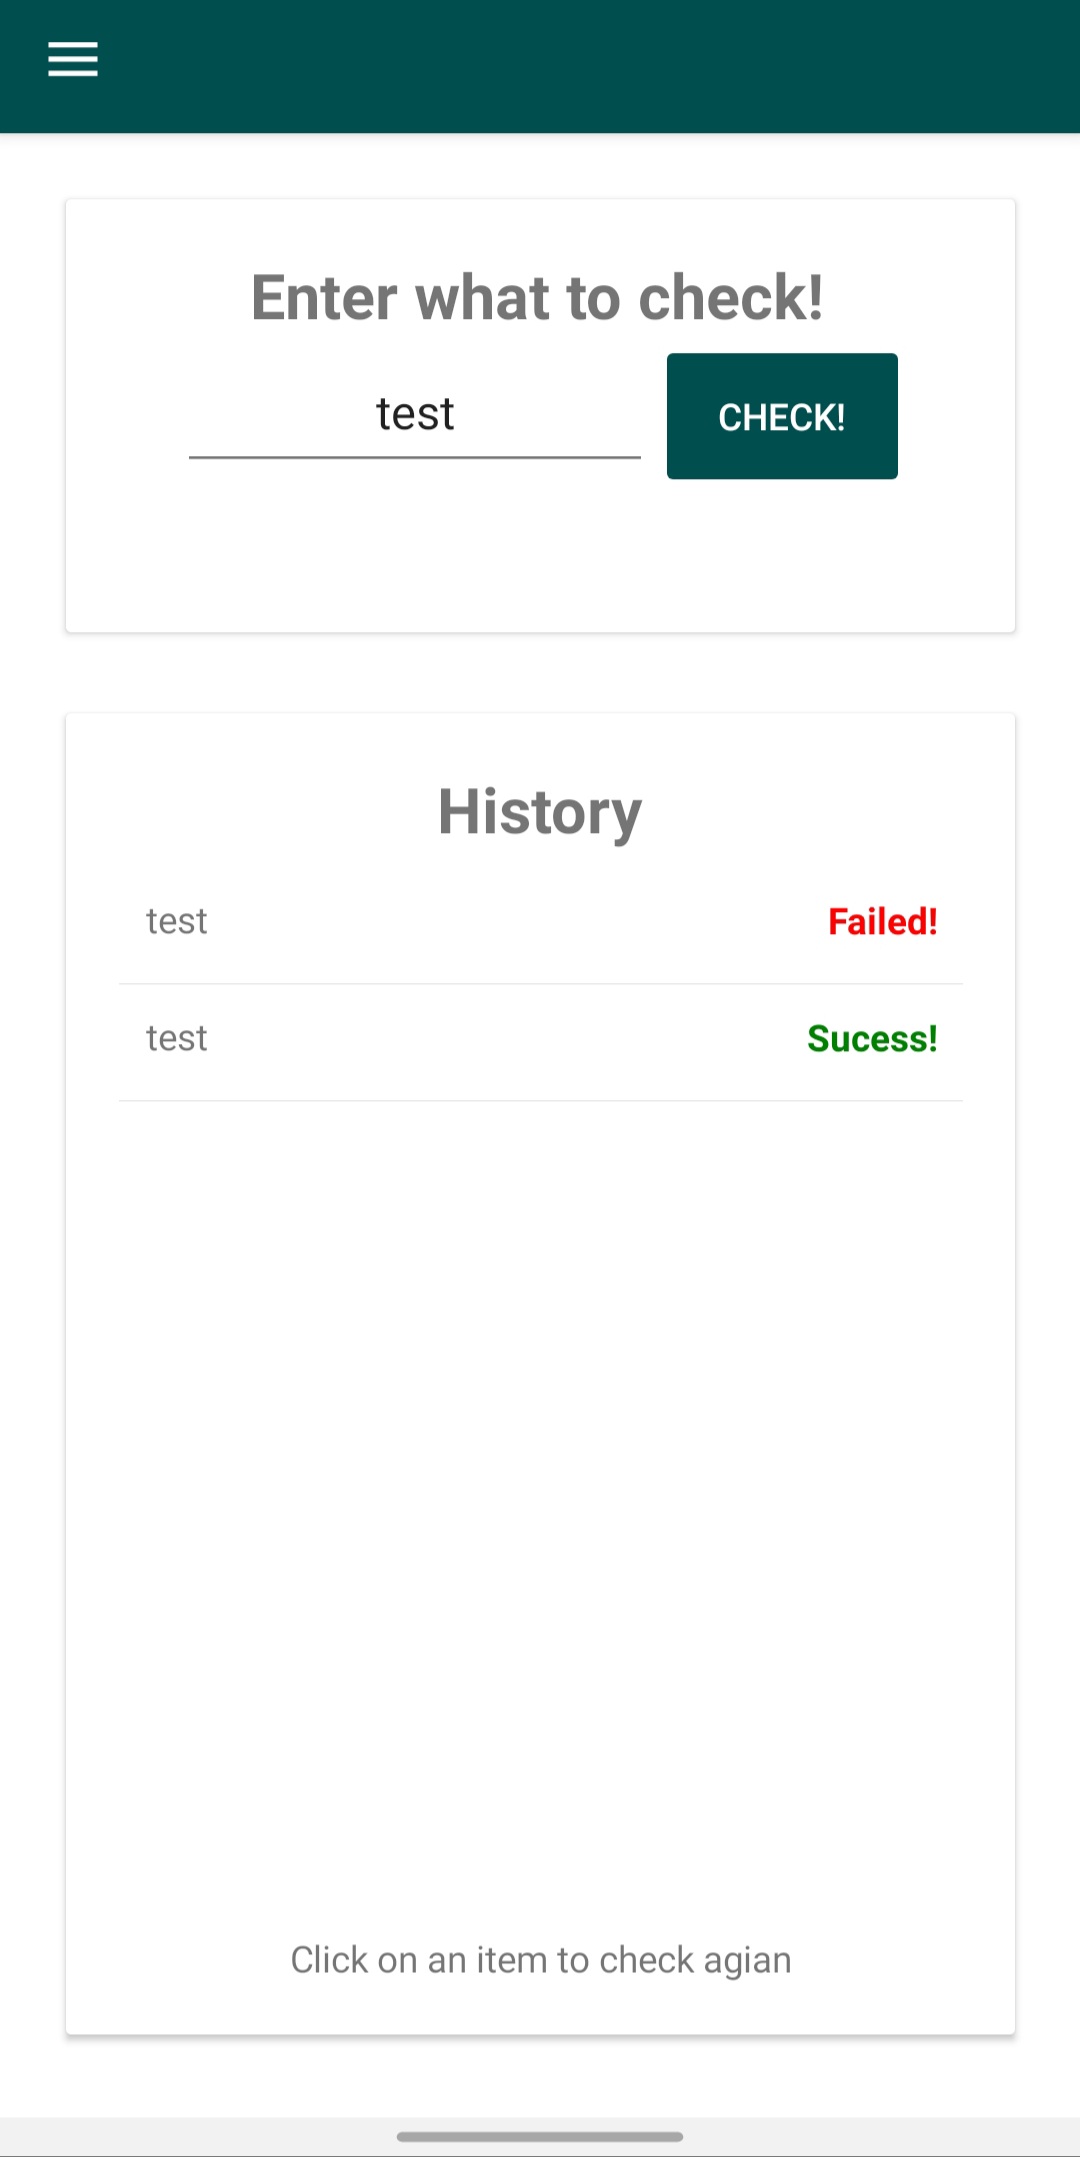 Enter what to check!
test
CHECK!
History
test Failed!
test Sucess!
Click on an item to check agian